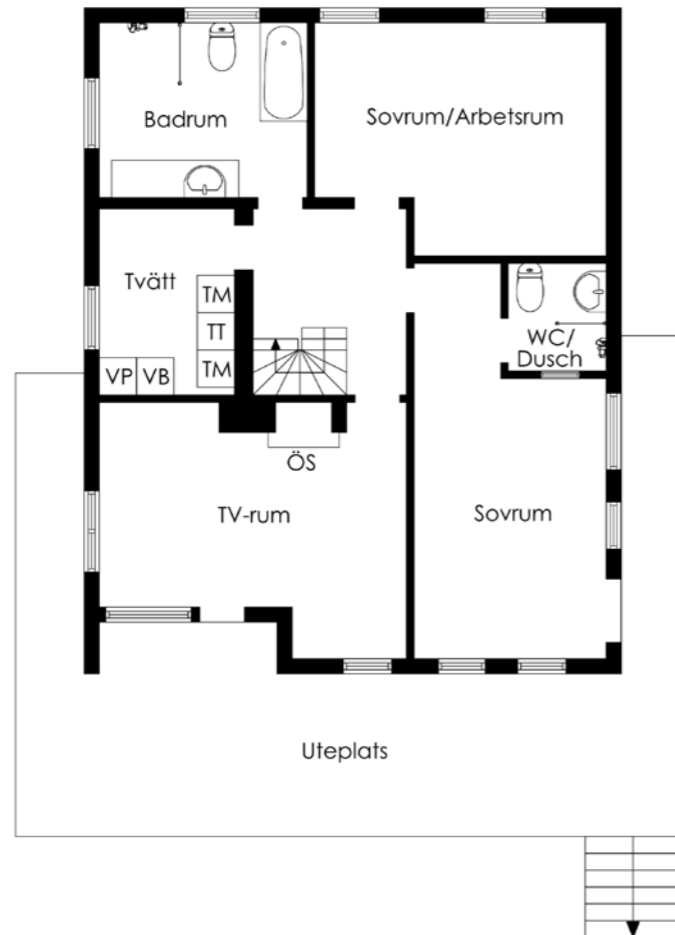 Badrum
Sovrum/Arbetsrum
Tvätt
TM
TT
TM
VP
VB
WC/
Dusch
ÖS
TV-rum
Sovrum
Uteplats